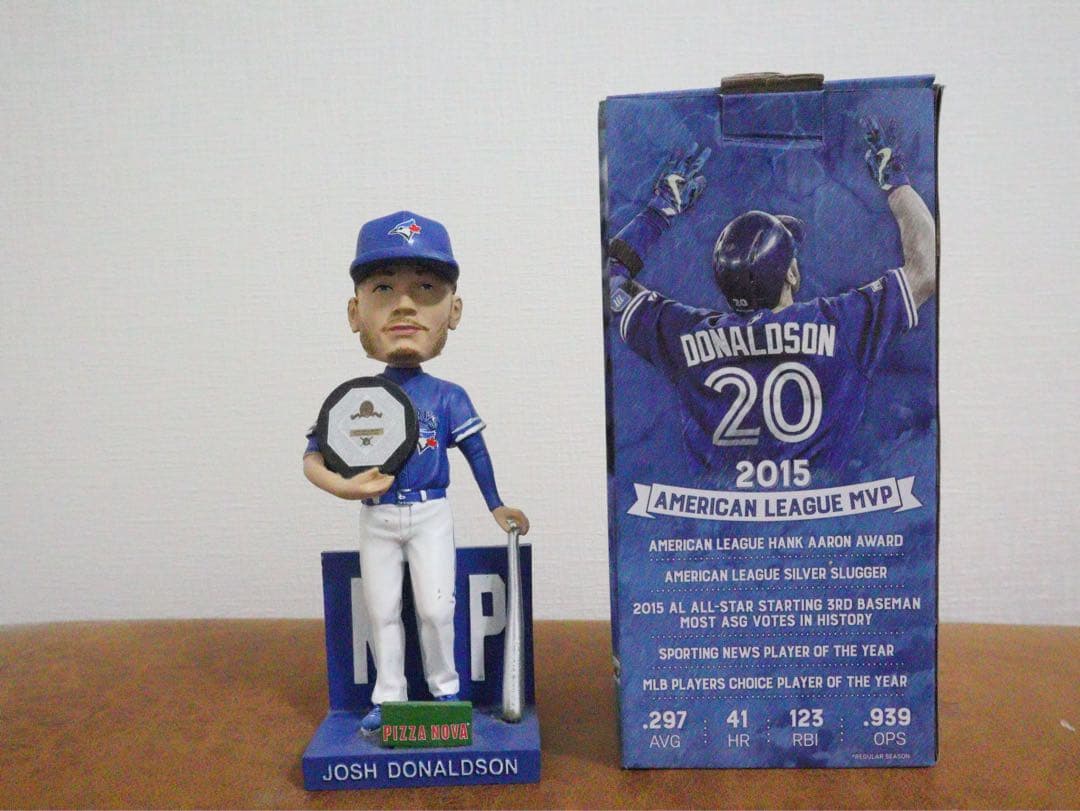 M P
PIZZA NOVA
JOSH DONALDSON
20
DONALDSON
20
2015
AMERICAN LEAGUE MVP
AMERICAN LEAGUE HANK AARON AWARD
AMERICAN LEAGUE SILVER SLUGGER
2015 AL ALL-STAR STARTING 3RD BASEMAN
MOST ASG VOTES IN HISTORY
SPORTING NEWS PLAYER OF THE YEAR
MLB PLAYERS CHOICE PLAYER OF THE YEAR
.297 41 123 .939
AVG HR RBI OPS
*REGULAR SEASON